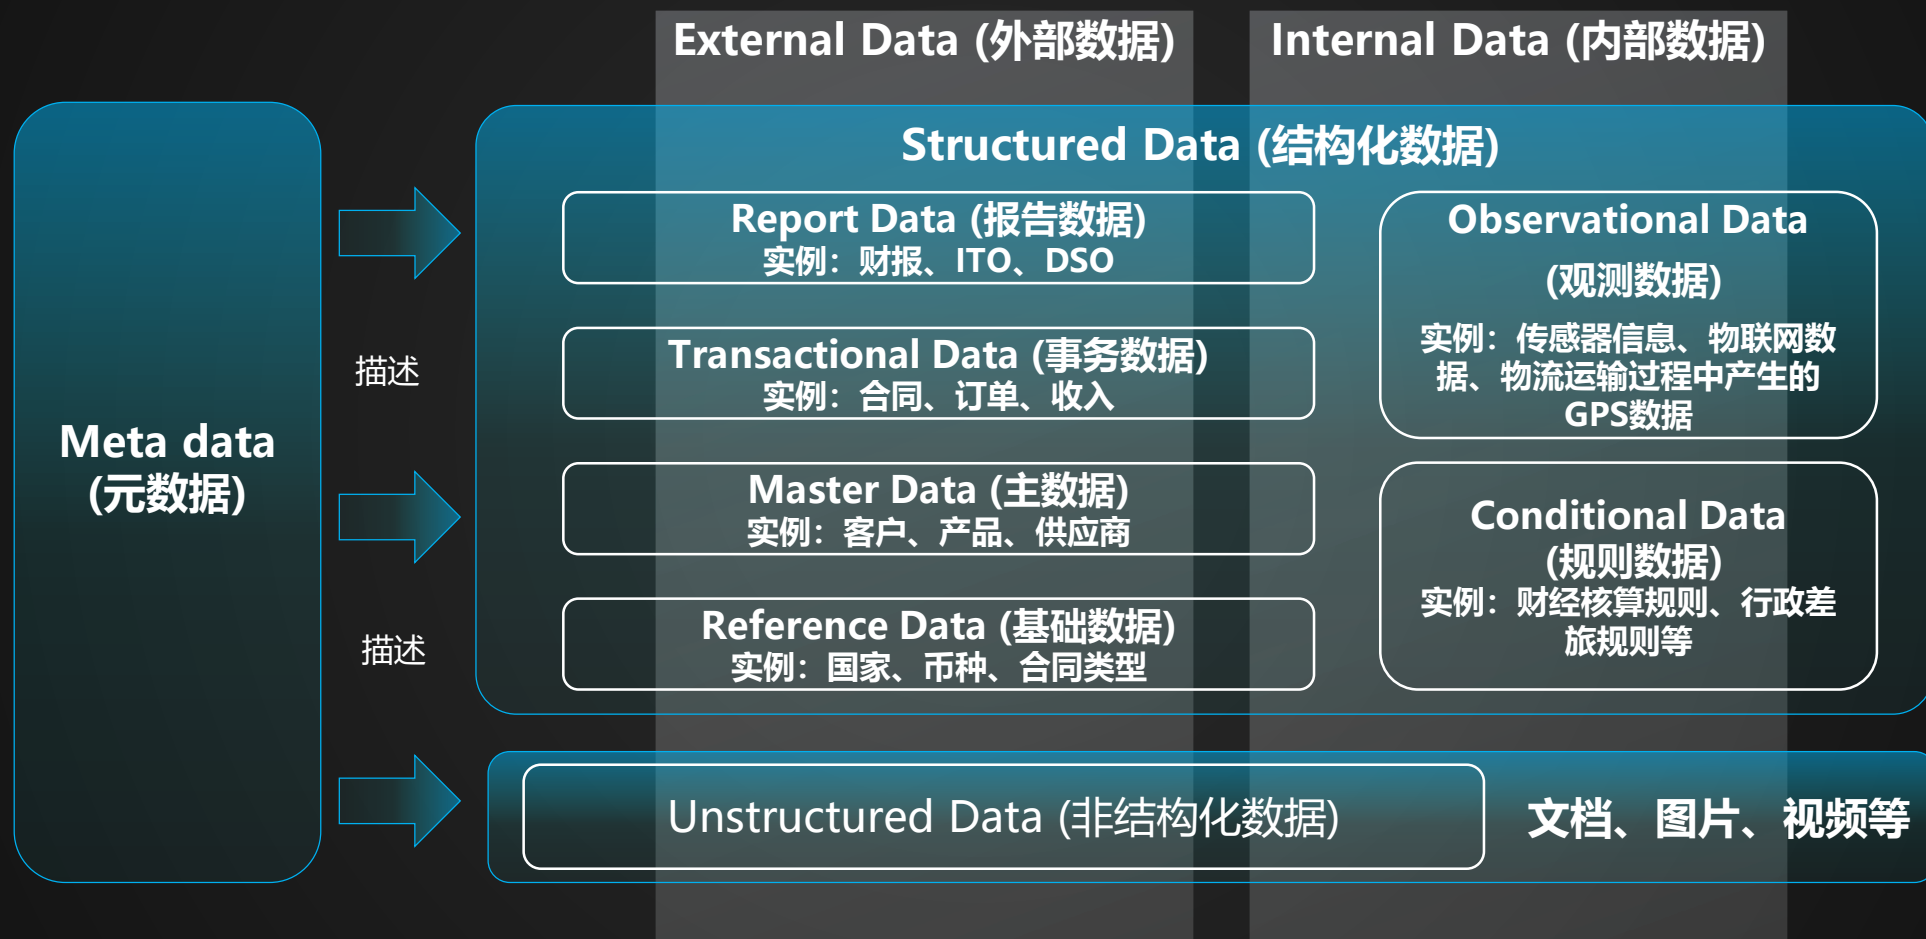 External Data (外部数据)
Internal Data (内部数据)
Meta data
(元数据)
描述
描述
Structured Data (结构化数据)
Report Data (报告数据)
实例：财报、ITO、DSO
Transactional Data (事务数据)
实例：合同、订单、收入
Master Data (主数据)
实例：客户、产品、供应商
Reference Data (基础数据)
实例：国家、币种、合同类型
Observational Data
(观测数据)
实例：传感器信息、物联网数
据、物流运输过程中产生的
GPS数据
Conditional Data
(规则数据)
实例：财经核算规则、行政差
旅规则等
Unstructured Data (非结构化数据)
文档、图片、视频等